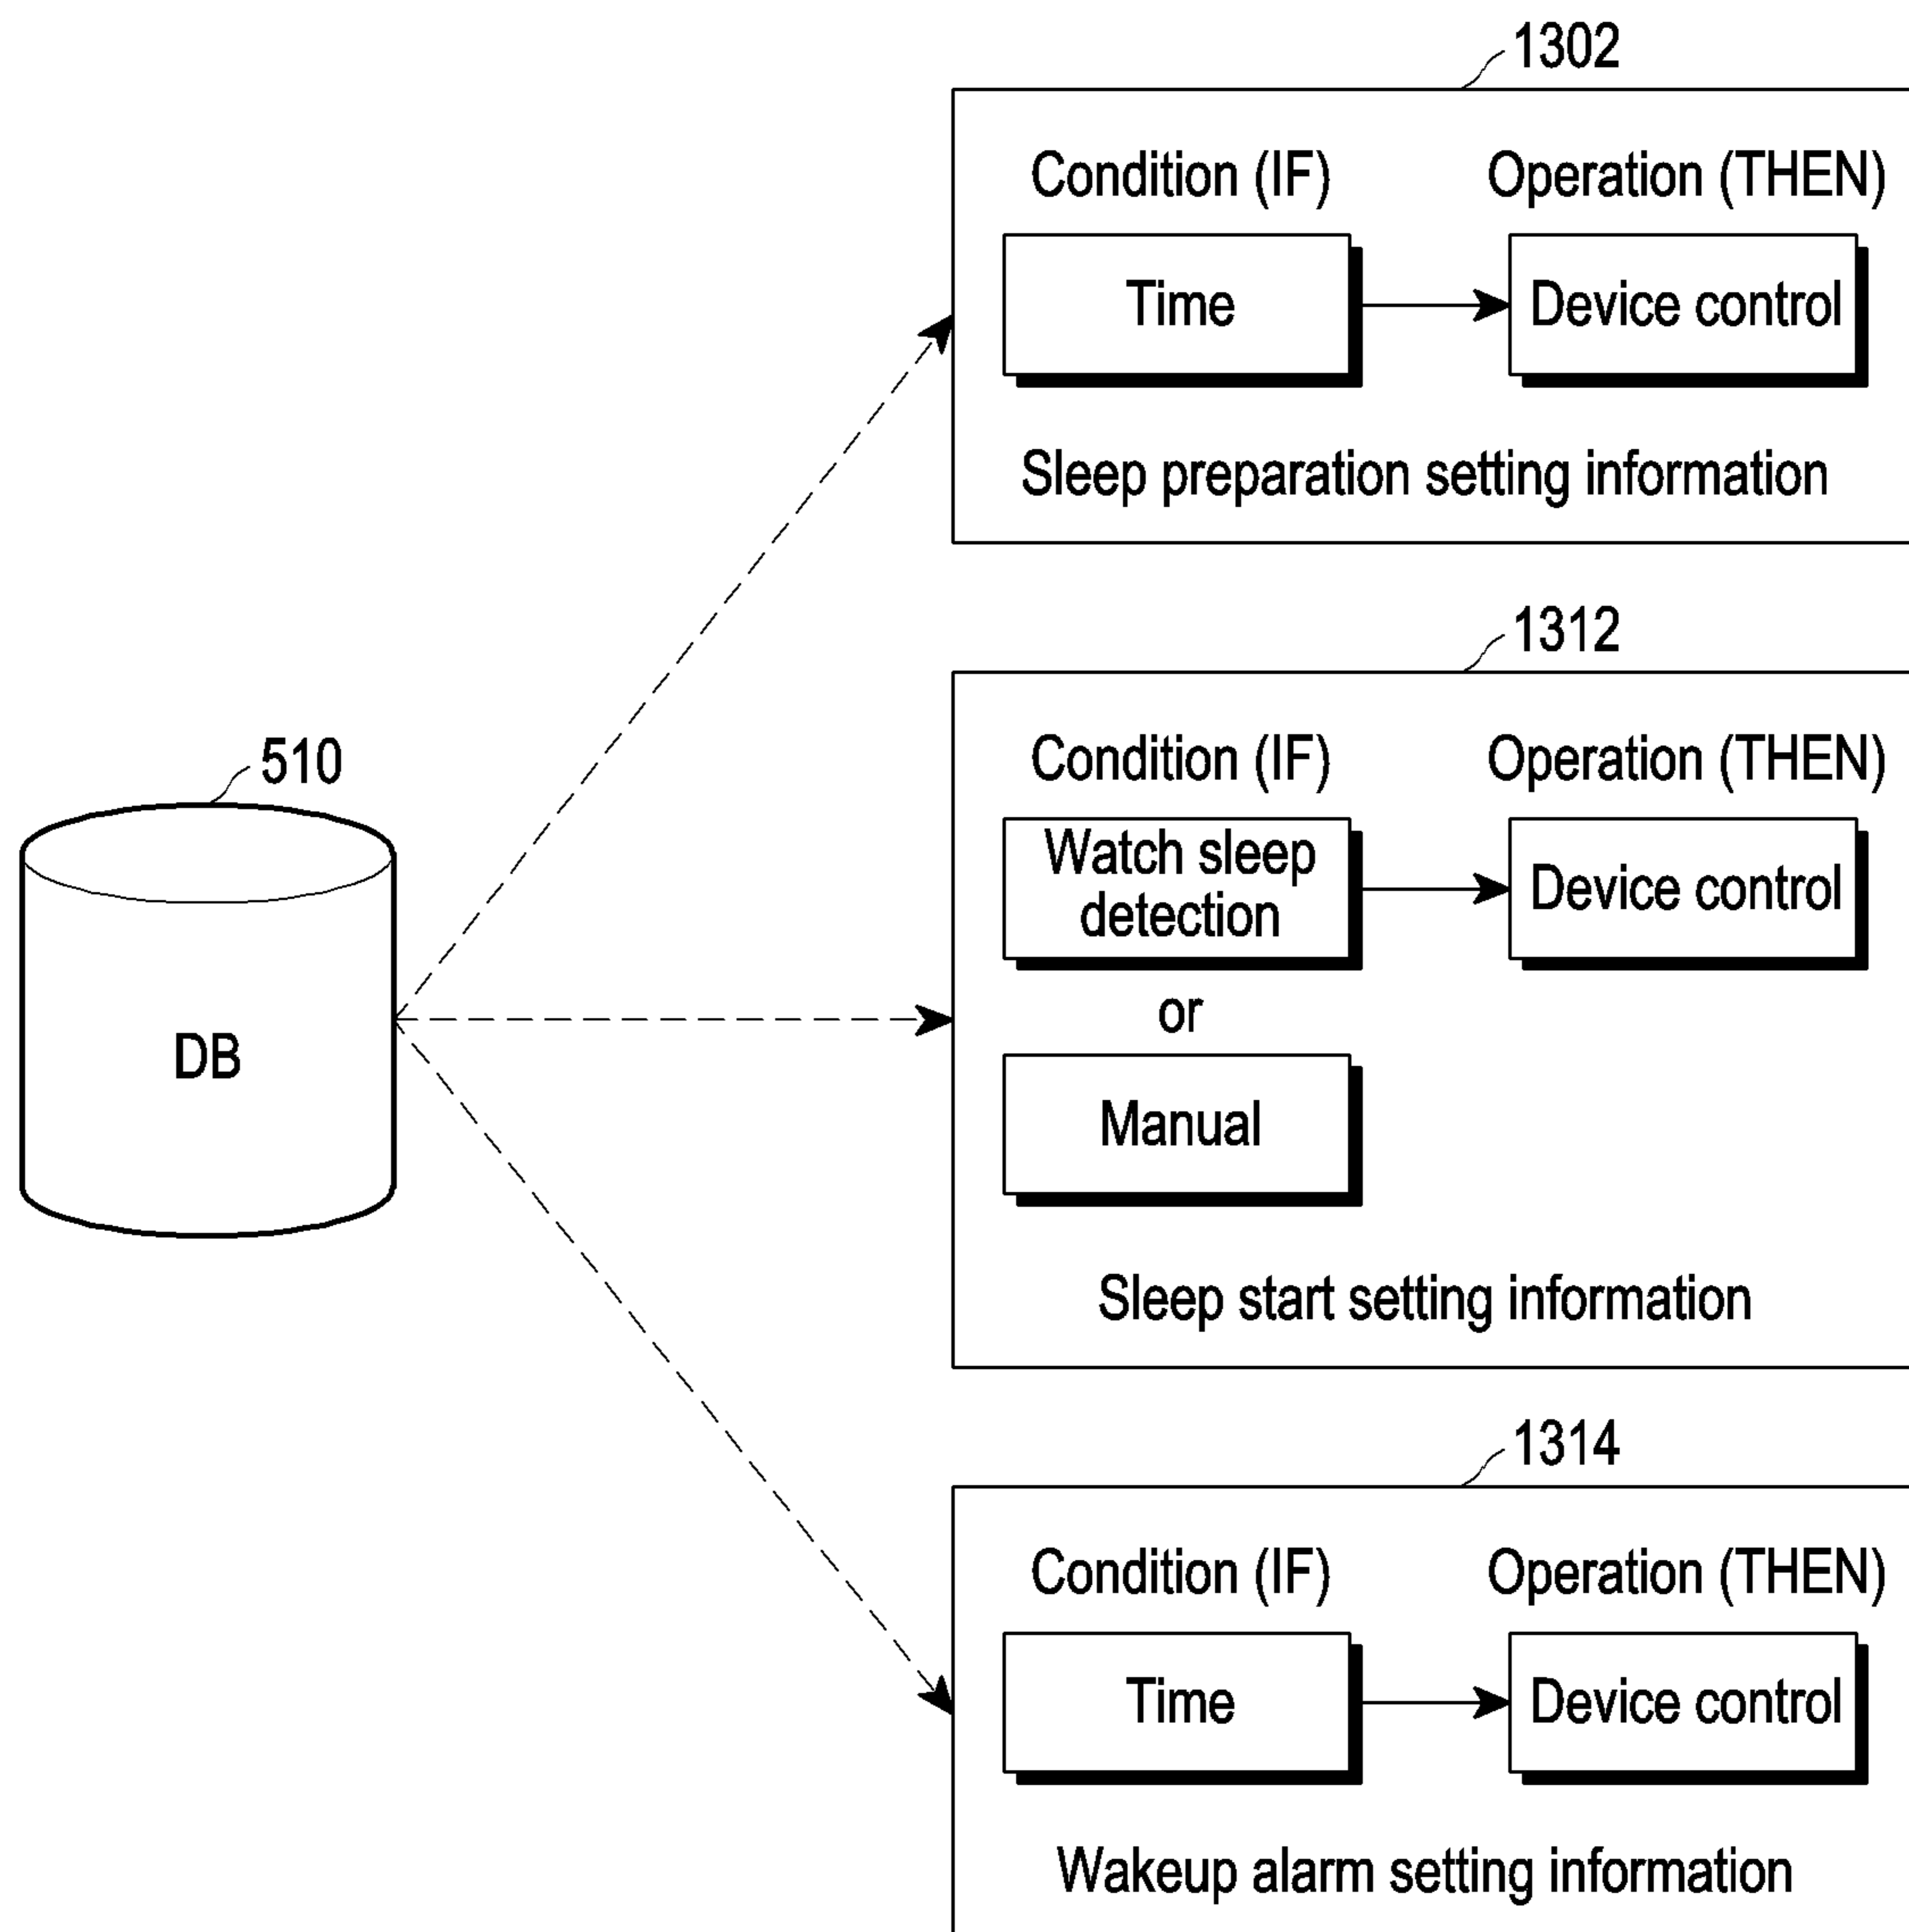 1302
Condition (IF) Operation (THEN)
Time Device control
Sleep preparation setting information
1312
Condition (IF) Operation (THEN)
Watch sleep
detection
Device control
or
Manual
Sleep start setting information
510
DB
1314
Condition (IF) Operation (THEN)
Time Device control
Wakeup alarm setting information